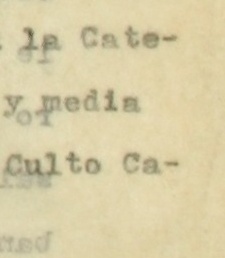 la Cate-
y media
Culto Ca-